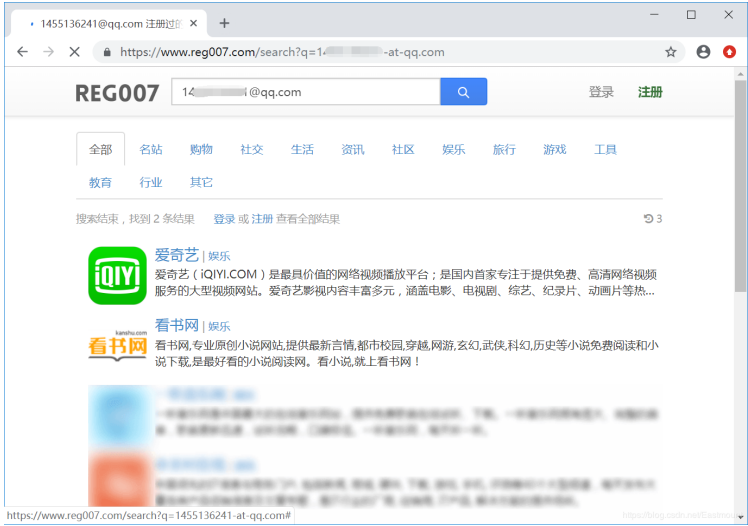 1455136241@qq.com 注册过的
https://www.reg007.com/search?q=14 -at-qq.com
REG007
14 1@qq.com
登录 注册
全部 名站 购物 社交 生活 资讯 社区 娱乐 旅行 游戏 工具
教育 行业 其它
搜索结束，找到 2 条结果 登录 或 注册 查看全部结果 3
iQIYI
爱奇艺 | 娱乐
爱奇艺（iQIYI.COM）是最具价值的网络视频播放平台；是国内首家专注于提供免费、高清网络视频
服务的大型视频网站。爱奇艺影视内容丰富多元，涵盖电影、电视剧、综艺、纪录片、动画片等热...
kanshu.com
看书网
看书网 | 娱乐
看书网,专业原创小说网站,提供最新言情,都市校园,穿越,网游,玄幻,武侠,科幻,历史等小说免费阅读和小
说下载,是最好看的小说阅读网。看小说,就上看书网！
https://www.reg007.com/search?q=1455136241-at-qq.com#